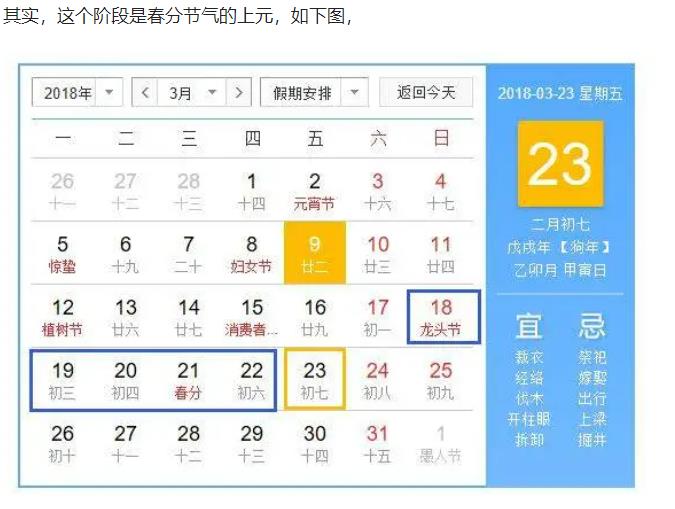 其实，这个阶段是春分节气的上元，如下图，
2018年 3月 假期安排 返回今天
一 二 三 四 五 六 日
26 27 28 1 2 3 4
十一 十二 十三 十四 元宵节 十六 十七
5 6 7 8 9 10 11
惊蛰 十九 二十 妇女节 廿二 廿三 廿四
12 13 14 15 16 17 18
植树节 廿六 廿七 消费者... 廿九 初一 龙头节
19 20 21 22 23 24 25
初三 初四 春分 初六 初七 初八 初九
26 27 28 29 30 31 1
初十 十一 十二 十三 十四 十五 愚人节
2018-03-23 星期五
23
二月初七
戊戌年【狗年】
乙卯月 甲寅日
宜 忌
裁衣 祭祀
经络 嫁娶
伐木 出行
开柱眼 上梁
拆卸 掘井